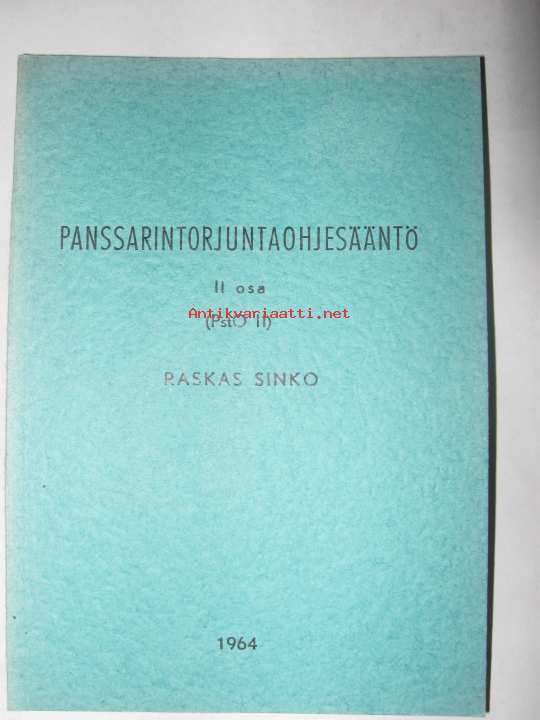 PANSSARINTORJUNTAOHJESÄÄNTÖ
II osa
Antikvariaatti.net
(PstO II)
RASKAS SINKO
1964